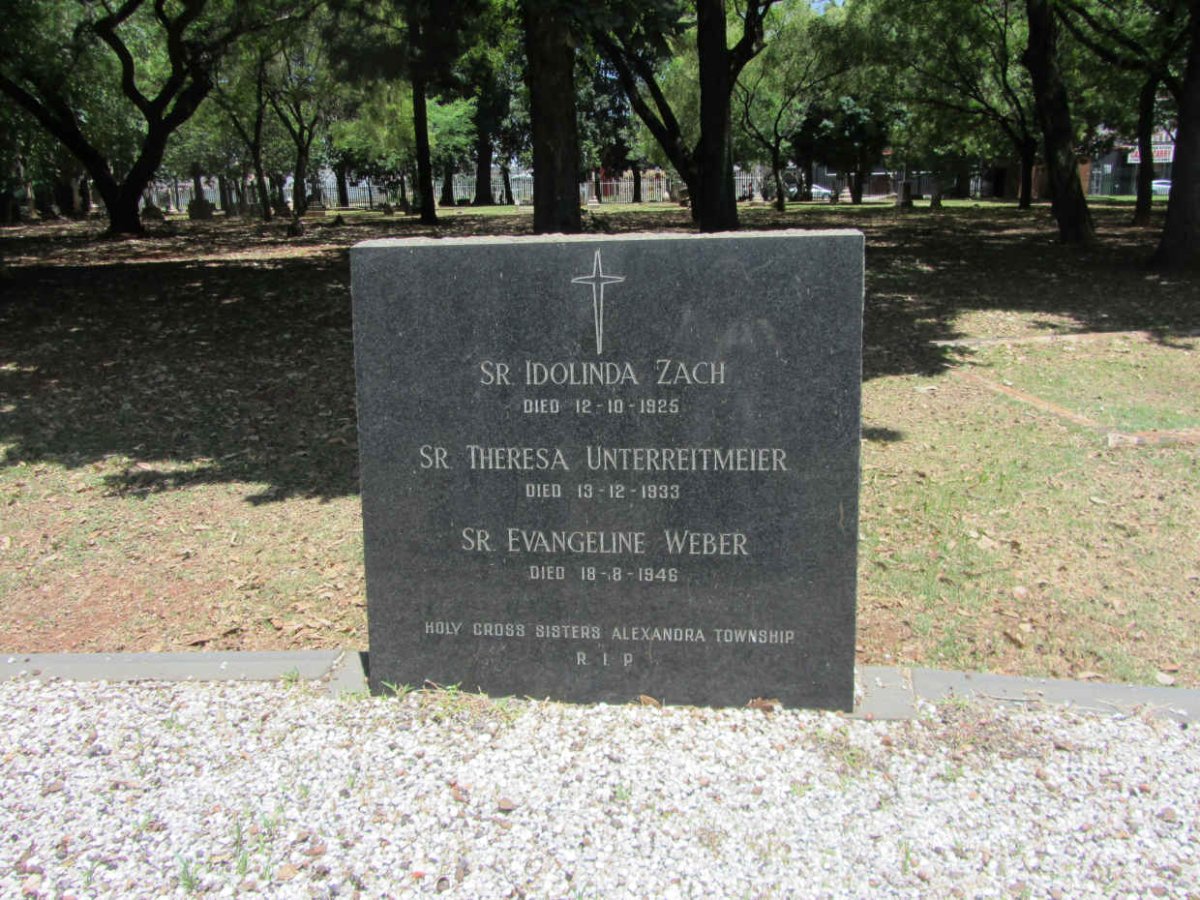 SR IDOLINDA ZACH
DIED 12-10-1925
SR THERESA UNTERREITMEIER
DIED 13-12-1933
SR EVANGELINE WEBER
DIED 18-8-1946
HOLY CROSS SISTERS ALEXANDRA TOWNSHIP
R I P